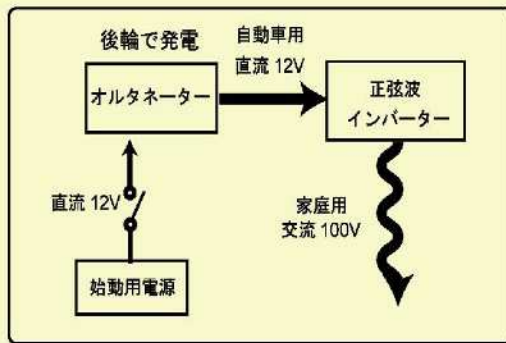 後輪で発電
オルタネーター
自動車用
直流 12V
正弦波
インバーター
直流 12V
始動用電源
家庭用
交流 100V